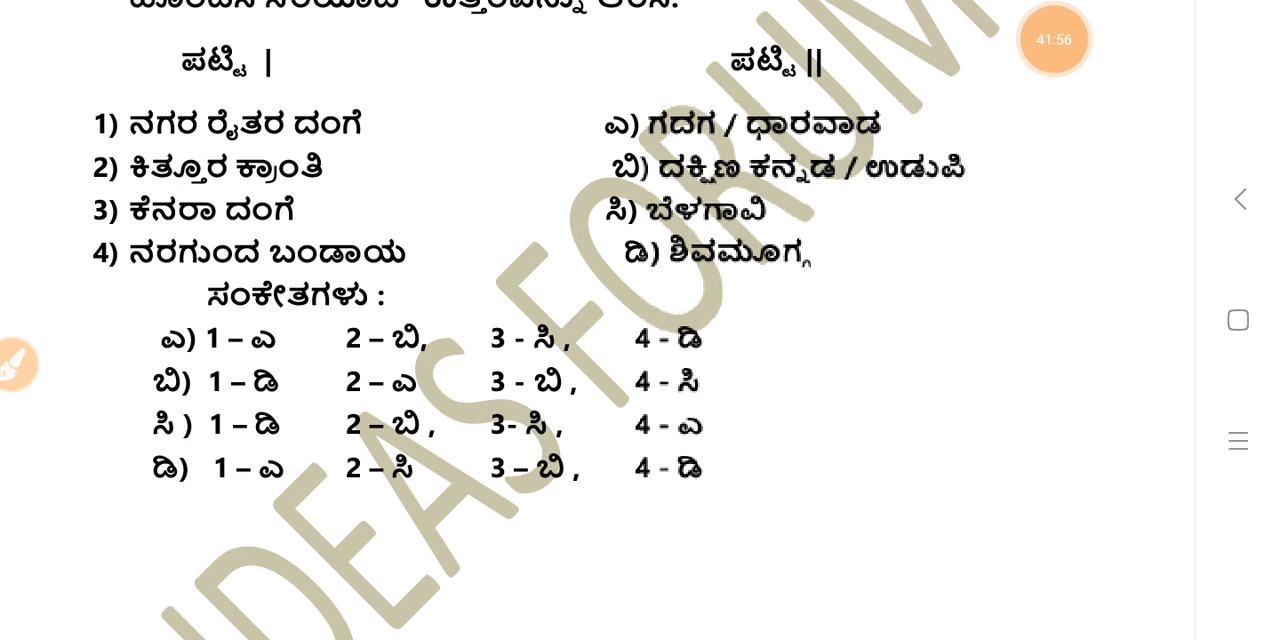 41:56
ಪಟ್ಟಿ |    ಪಟ್ಟಿ ||
1) ನಗರ ರೈತರ ದಂಗೆ    ಎ) ಗದಗ / ಧಾರವಾಡ
2) ಕಿತ್ತೂರ ಕ್ರಾಂತಿ    ಬಿ) ದಕ್ಷಿಣ ಕನ್ನಡ / ಉಡುಪಿ
3) ಕೆನರಾ ದಂಗೆ    ಸಿ) ಬೆಳಗಾವಿ
4) ನರಗುಂದ ಬಂಡಾಯ    ಡಿ) ಶಿವಮೊಗ್ಗ
ಸಂಕೇತಗಳು :
ಎ) 1 – ಎ    2 – ಬಿ,    3 - ಸಿ ,    4 - ಡಿ
ಬಿ) 1 – ಡಿ    2 – ಎ    3 - ಬಿ ,    4 - ಸಿ
ಸಿ ) 1 – ಡಿ    2 – ಬಿ ,    3- ಸಿ ,    4 - ಎ
ಡಿ) 1 – ಎ    2 – ಸಿ    3 – ಬಿ ,    4 - ಡಿ
IDEAS FORUM